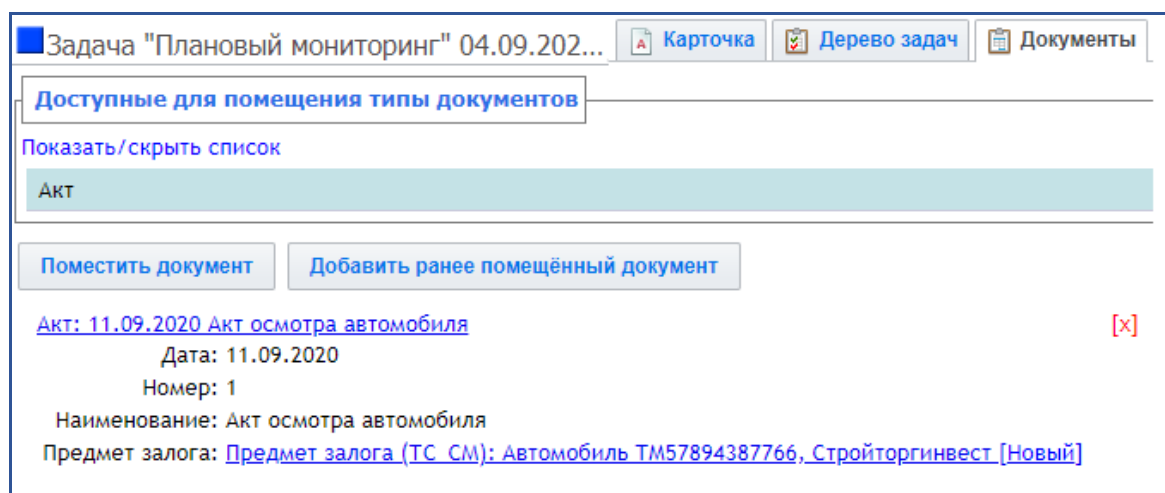 Задача "Плановый мониторинг" 04.09.202... Карточка Дерево задач Документы
Доступные для помещения типы документов
Показать/скрыть список
Акт
Поместить документ Добавить ранее помещённый документ
Акт: 11.09.2020 Акт осмотра автомобиля [x]
Дата: 11.09.2020
Номер: 1
Наименование: Акт осмотра автомобиля
Предмет залога: Предмет залога (ТС_СМ): Автомобиль ТМ57894387766, Стройторгинвест [Новый]